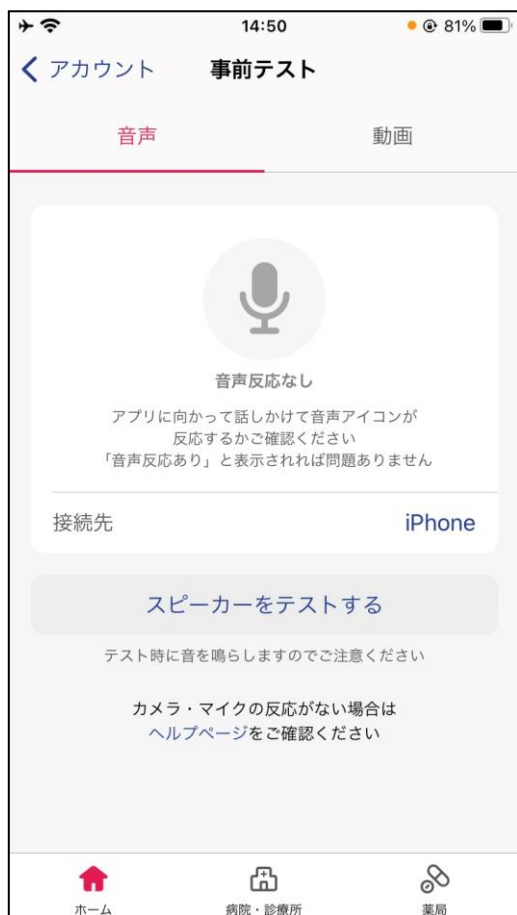 14:50
81%
アカウント
事前テスト
音声
動画
音声反応なし
アプリに向かって話しかけて音声アイコンが
反応するかご確認ください
「音声反応あり」と表示されれば問題ありません
接続先
iPhone
スピーカーをテストする
テスト時に音を鳴らしますのでご注意ください
カメラ・マイクの反応がない場合は
ヘルプページをご確認ください
ホーム
病院・診療所
薬局